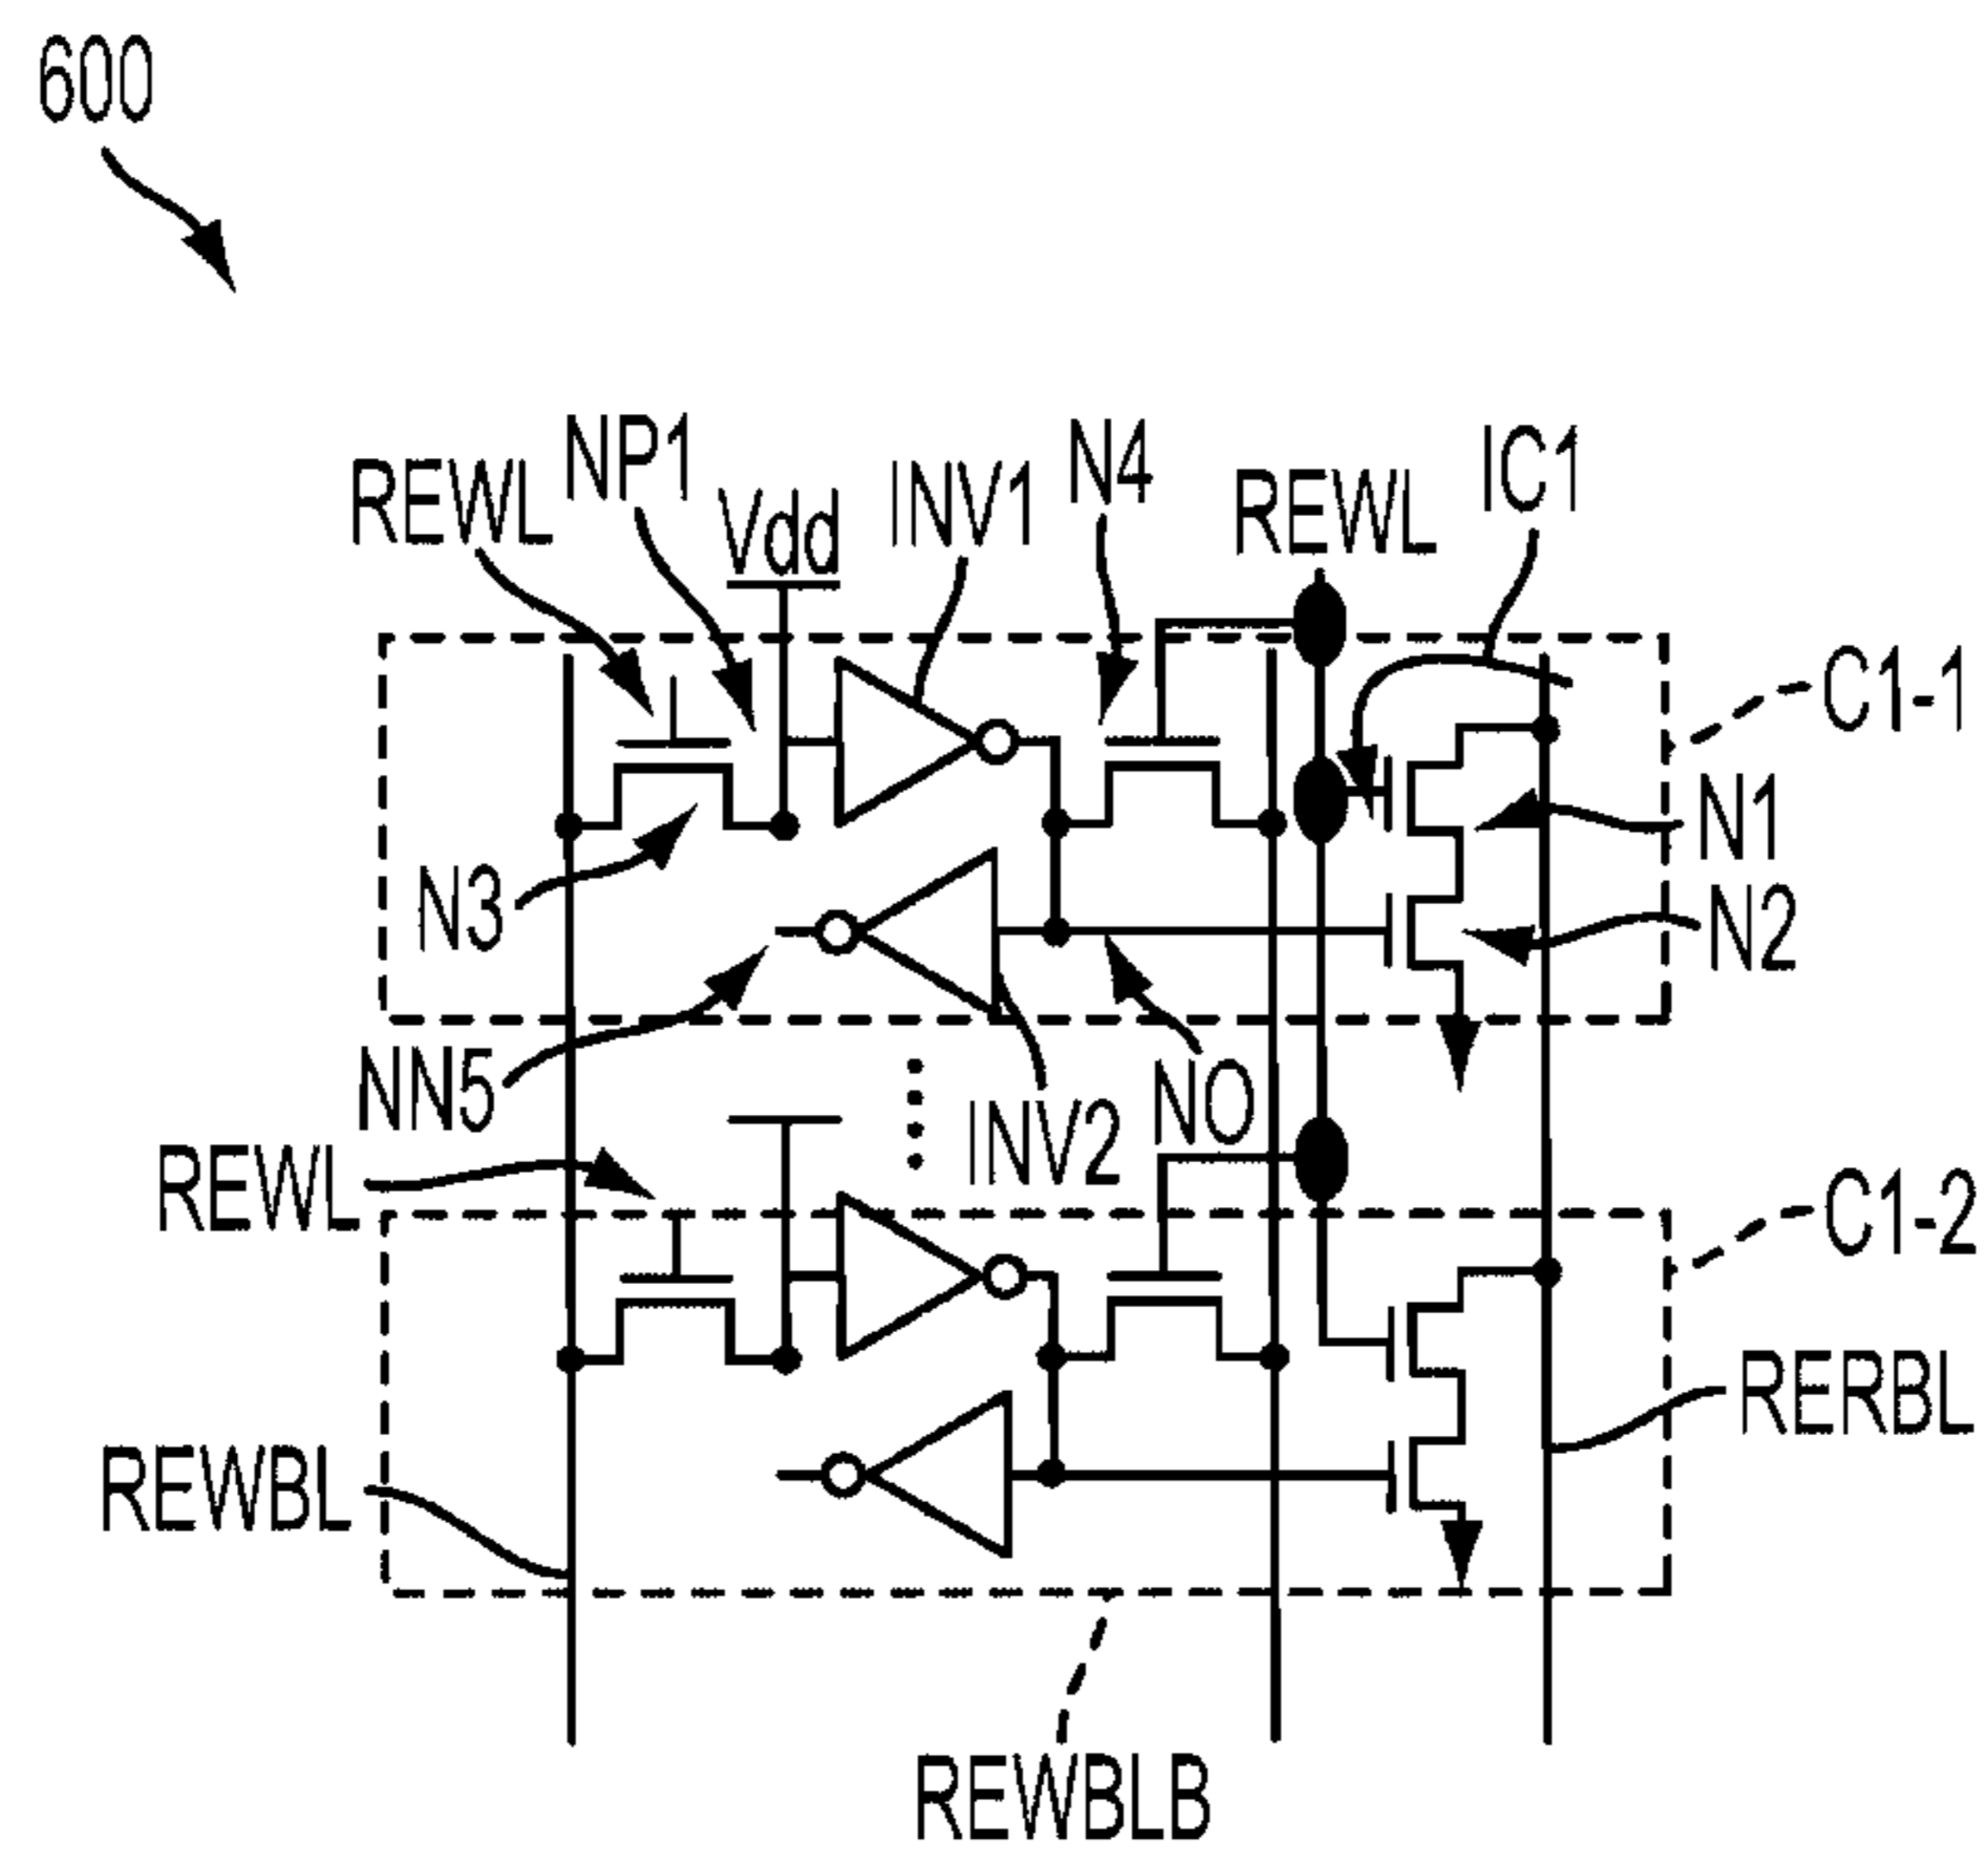 600
REWL
NP1
Vdd
INV1
N4
REWL
IC1
C1-1
N1
N3
N2
NN5
INV2
NO
REWL
C1-2
RERBL
REWBL
REWBLB